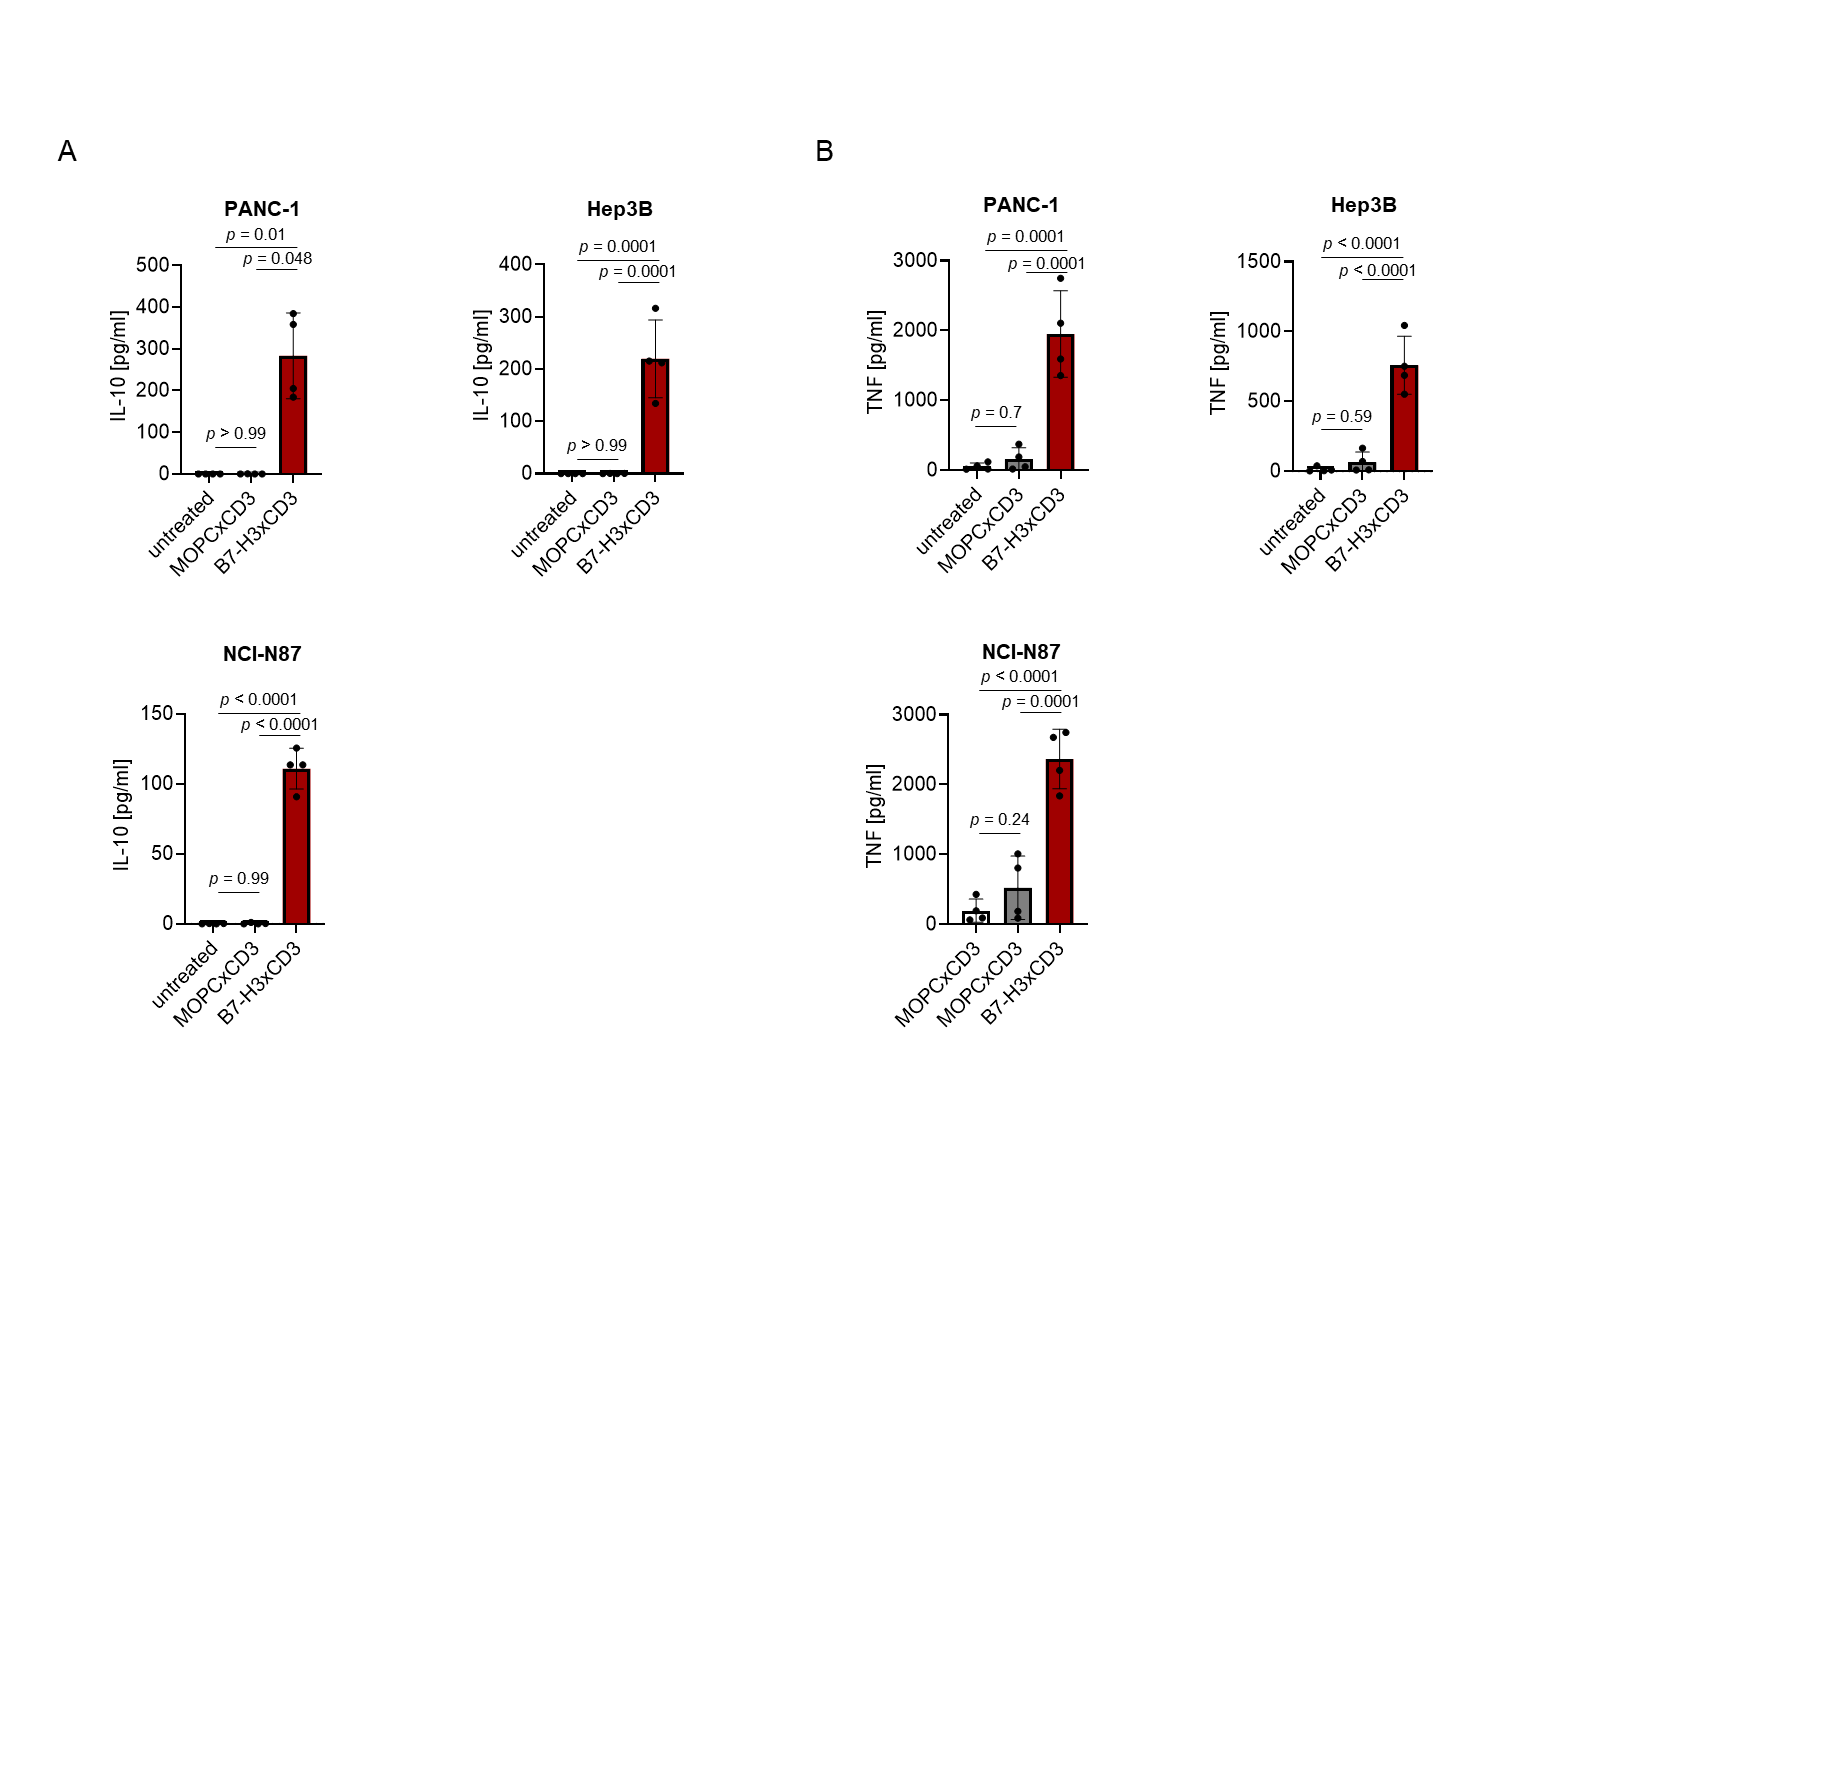 A
PANC-1
p = 0.01
p = 0.048
500
400
300
200
100
0
IL-10 [pg/ml]
p > 0.99
untreated
MOPCxCD3
B7-H3xCD3
Hep3B
p = 0.0001
p = 0.0001
400
300
200
100
0
IL-10 [pg/ml]
p > 0.99
untreated
MOPCxCD3
B7-H3xCD3
NCI-N87
p < 0.0001
p < 0.0001
150
100
50
0
IL-10 [pg/ml]
p = 0.99
untreated
MOPCxCD3
B7-H3xCD3
B
PANC-1
p = 0.0001
p = 0.0001
3000
2000
1000
0
TNF [pg/ml]
p = 0.7
untreated
MOPCxCD3
B7-H3xCD3
Hep3B
p < 0.0001
p < 0.0001
1500
1000
500
0
TNF [pg/ml]
p = 0.59
untreated
MOPCxCD3
B7-H3xCD3
NCI-N87
p < 0.0001
p = 0.0001
3000
2000
1000
0
TNF [pg/ml]
p = 0.24
MOPCxCD3
MOPCxCD3
B7-H3xCD3